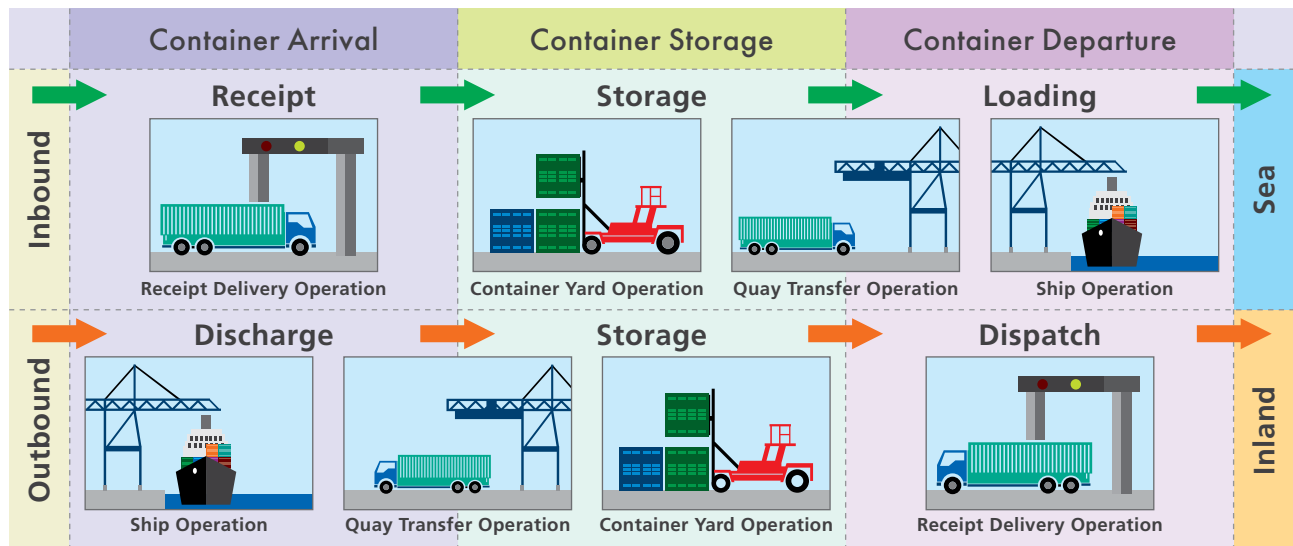 Container Arrival
Container Storage
Container Departure
Inbound
Receipt
Storage
Loading
Sea
Receipt Delivery Operation
Container Yard Operation
Quay Transfer Operation
Ship Operation
Outbound
Discharge
Storage
Dispatch
Inland
Ship Operation
Quay Transfer Operation
Container Yard Operation
Receipt Delivery Operation